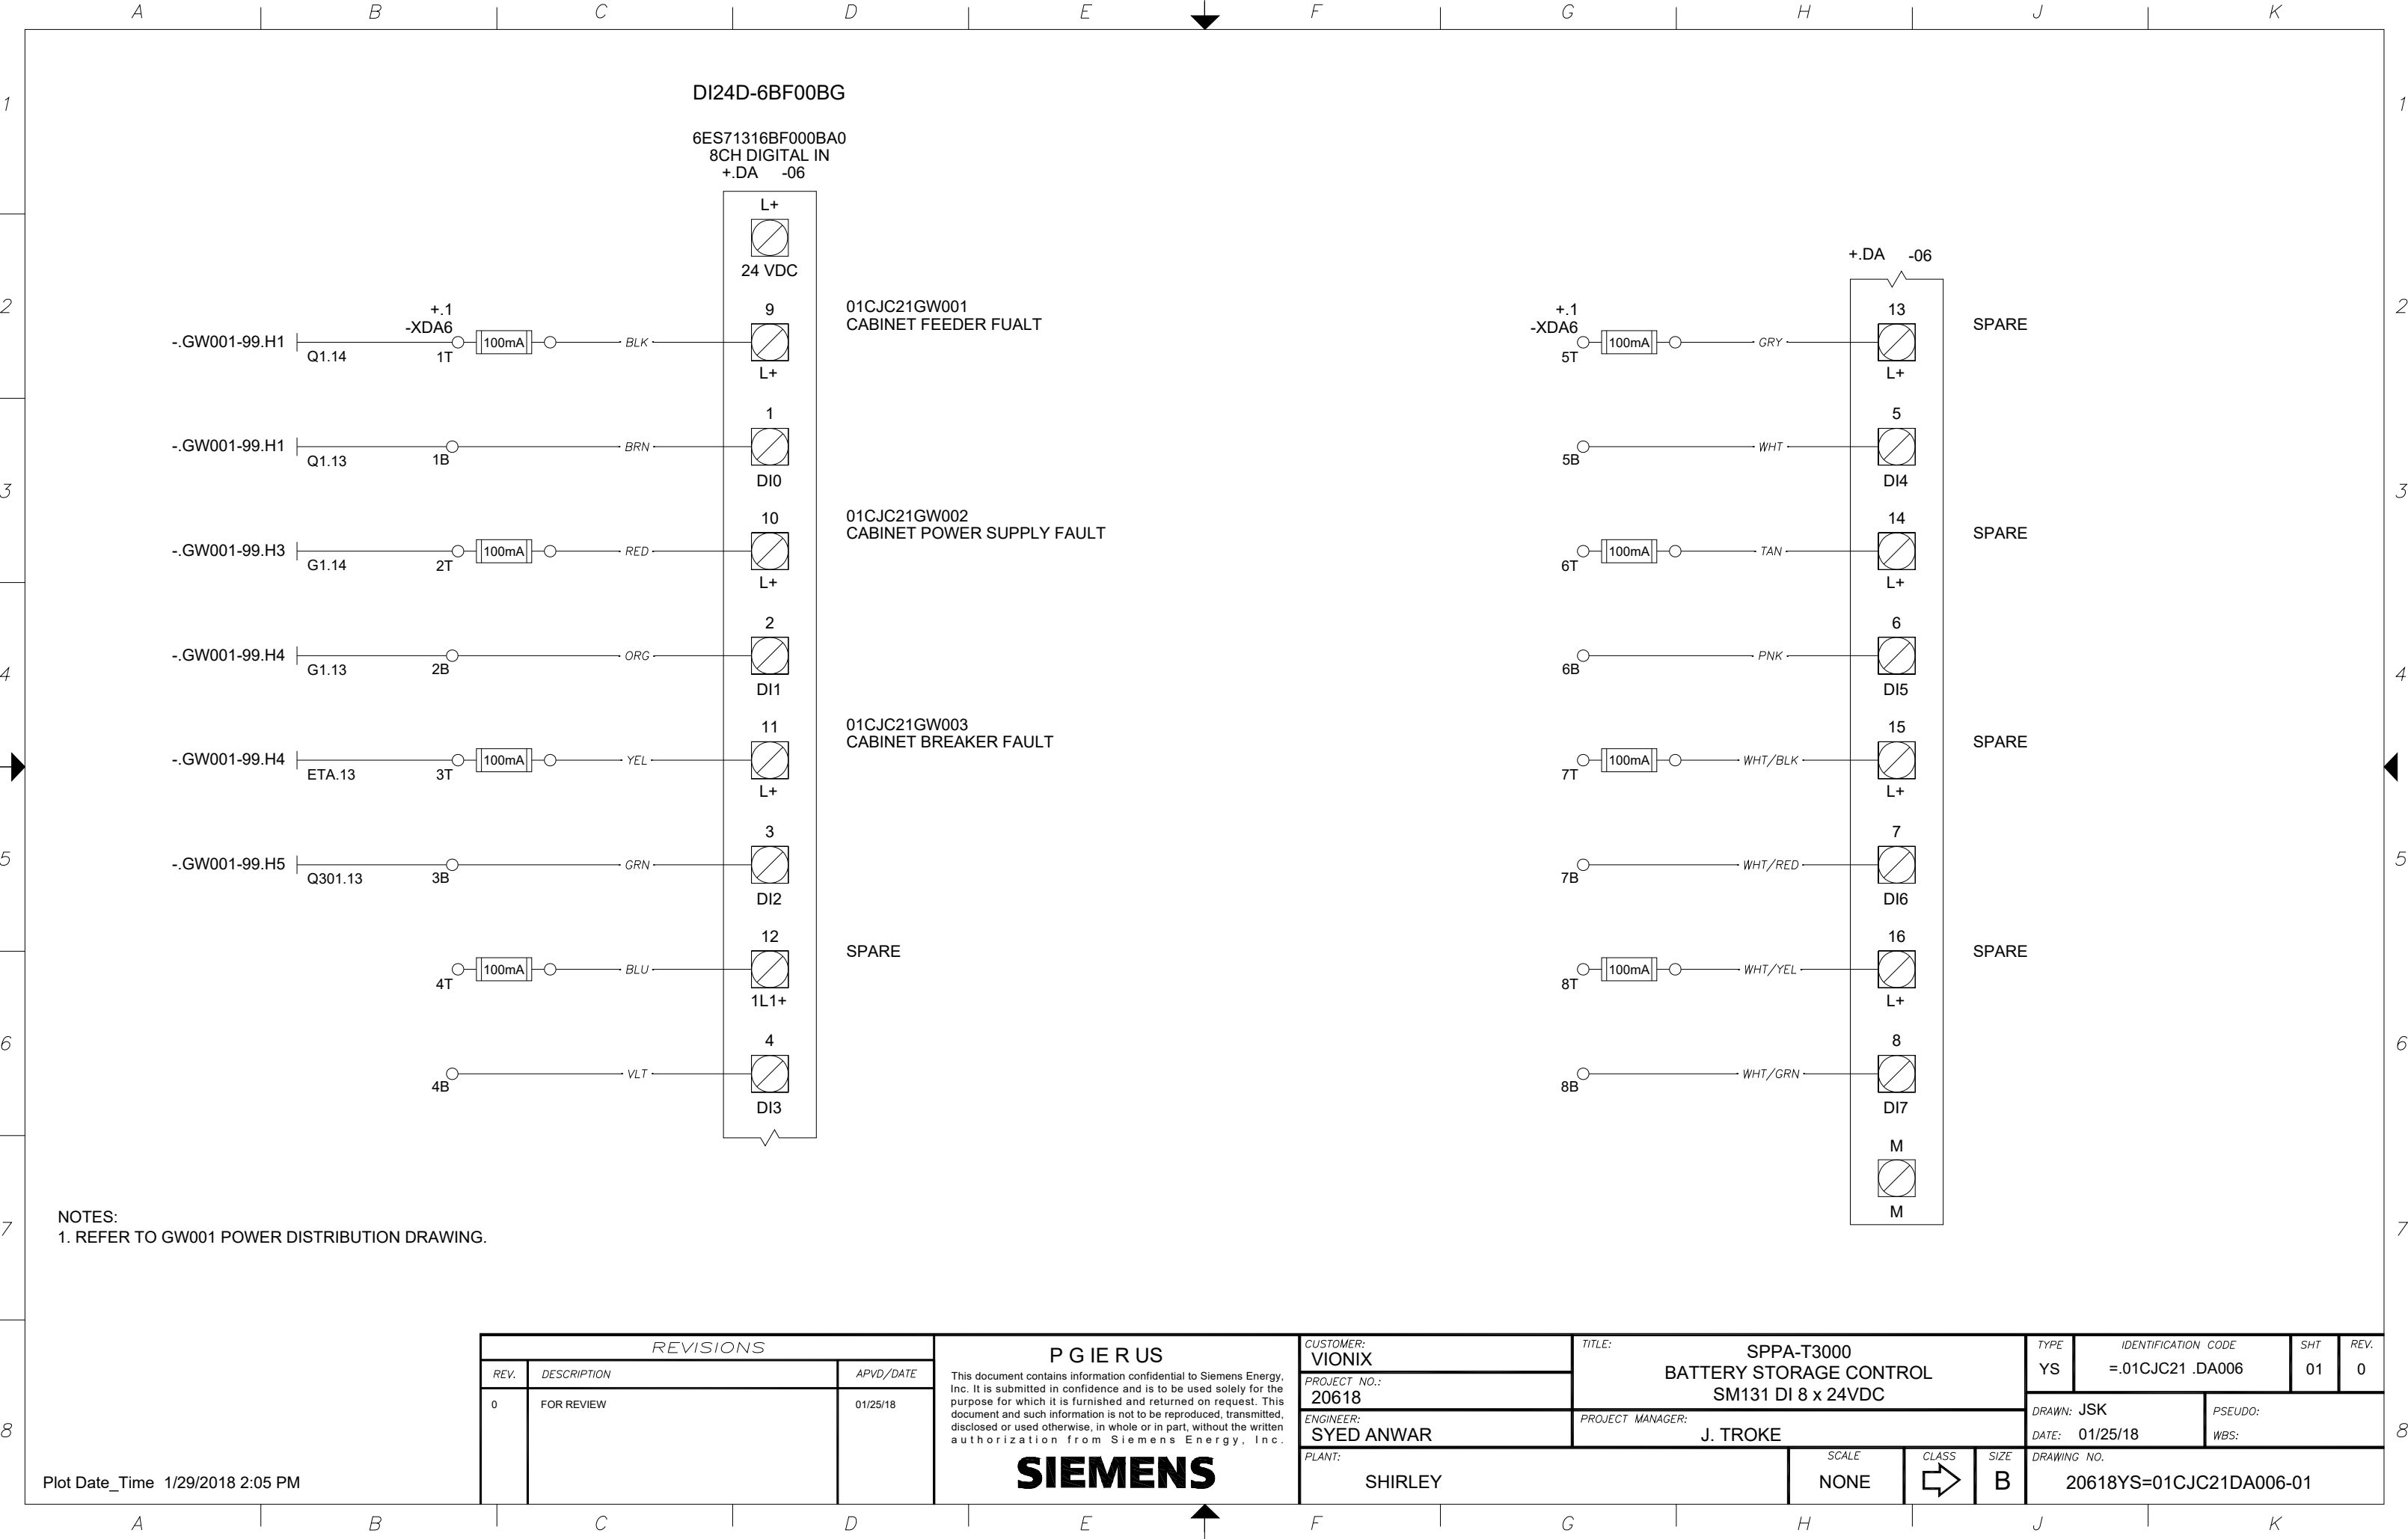 A B C D E F G H J K
DI24D-6BF00BG
6ES71316BF000BA0
8CH DIGITAL IN
+.DA -06
L+
24 VDC
+.1
-XDA6
-.GW001-99.H1 Q1.14 1T 100mA BLK 9 L+
01CJC21GW001
CABINET FEEDER FUALT
-.GW001-99.H1 Q1.13 1B BRN 1 DI0
-.GW001-99.H3 G1.14 2T 100mA RED 10 L+
01CJC21GW002
CABINET POWER SUPPLY FAULT
-.GW001-99.H4 G1.13 2B ORG 2 DI1
-.GW001-99.H4 ETA.13 3T 100mA YEL 11 L+
01CJC21GW003
CABINET BREAKER FAULT
-.GW001-99.H5 Q301.13 3B GRN 3 DI2
4T 100mA BLU 12 1L1+
SPARE
4B VLT 4 DI3
+.DA -06
+.1
-XDA6
5T 100mA GRY 13 L+
SPARE
5B WHT 5 DI4
6T 100mA TAN 14 L+
SPARE
6B PNK 6 DI5
7T 100mA WHT/BLK 15 L+
SPARE
7B WHT/RED 7 DI6
8T 100mA WHT/YEL 16 L+
SPARE
8B WHT/GRN 8 DI7
M
M
1 1
2 2
3 3
4 4
5 5
6 6
7 7
8 8
NOTES:
1. REFER TO GW001 POWER DISTRIBUTION DRAWING.
Plot Date_Time 1/29/2018 2:05 PM
REVISIONS
REV. DESCRIPTION APVD/DATE
0 FOR REVIEW 01/25/18
P G IE R US
This document contains information confidential to Siemens Energy,
Inc. It is submitted in confidence and is to be used solely for the
purpose for which it is furnished and returned on request. This
document and such information is not to be reproduced, transmitted,
disclosed or used otherwise, in whole or in part, without the written
authorization from Siemens Energy, Inc.
SIEMENS
CUSTOMER:
VIONIX
PROJECT NO.:
20618
ENGINEER:
SYED ANWAR
PLANT:
SHIRLEY
TITLE:
SPPA-T3000
BATTERY STORAGE CONTROL
SM131 DI 8 x 24VDC
PROJECT MANAGER:
J. TROKE
SCALE
NONE
CLASS
SIZE
B
TYPE
YS
IDENTIFICATION CODE
=.01CJC21 .DA006
SHT
01
REV.
0
DRAWN: JSK
DATE: 01/25/18
PSEUDO:
WBS:
DRAWING NO.
20618YS=01CJC21DA006-01
A B C D E F G H J K